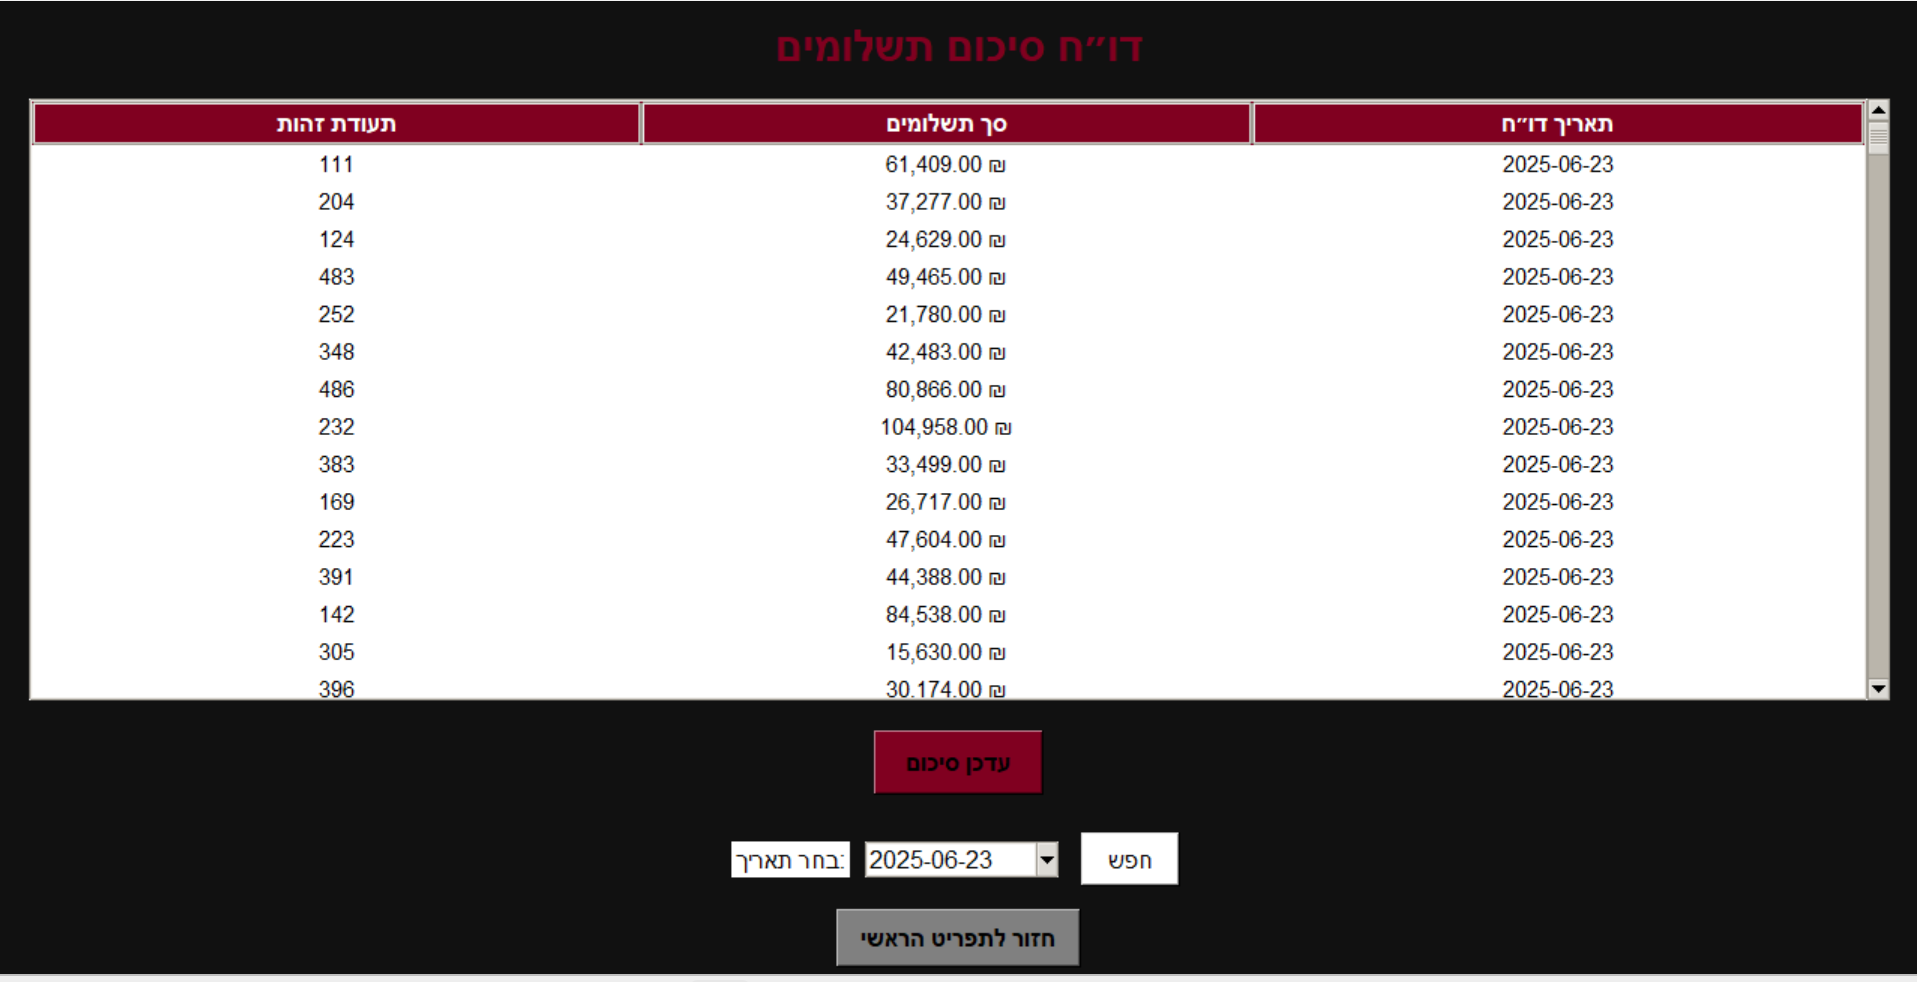 דו״ח סיכום תשלומים
תעודת זהות סך תשלומים תאריך דו״ח
111 61,409.00 ₪ 2025-06-23
204 37,277.00 ₪ 2025-06-23
124 24,629.00 ₪ 2025-06-23
483 49,465.00 ₪ 2025-06-23
252 21,780.00 ₪ 2025-06-23
348 42,483.00 ₪ 2025-06-23
486 80,866.00 ₪ 2025-06-23
232 104,958.00 ₪ 2025-06-23
383 33,499.00 ₪ 2025-06-23
169 26,717.00 ₪ 2025-06-23
223 47,604.00 ₪ 2025-06-23
391 44,388.00 ₪ 2025-06-23
142 84,538.00 ₪ 2025-06-23
305 15,630.00 ₪ 2025-06-23
396 30,174.00 ₪ 2025-06-23
עדכן סיכום
בחר תאריך: 2025-06-23 חפש
חזור לתפריט הראשי